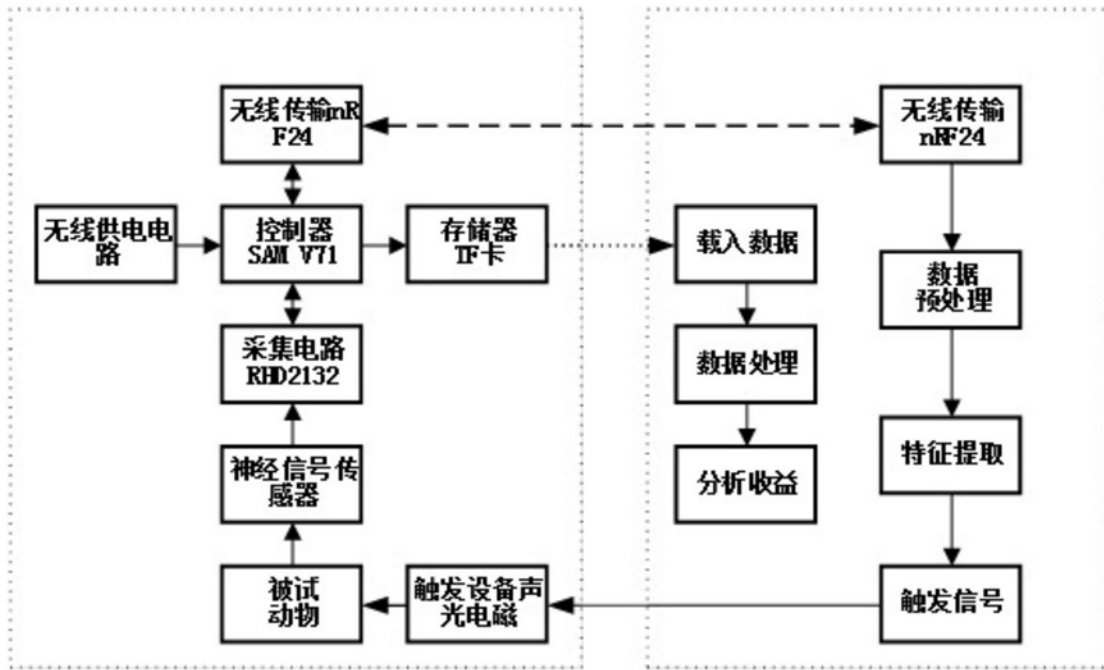 无线传输nR
F24
无线传输
nRF24
无线供电电
路
控制器
SAM V71
存储器
TF卡
载入数据
数据
预处理
采集电路
RHD2132
数据处理
神经信号传
感器
分析收益
特征提取
被试
动物
触发设备声
光电磁
触发信号